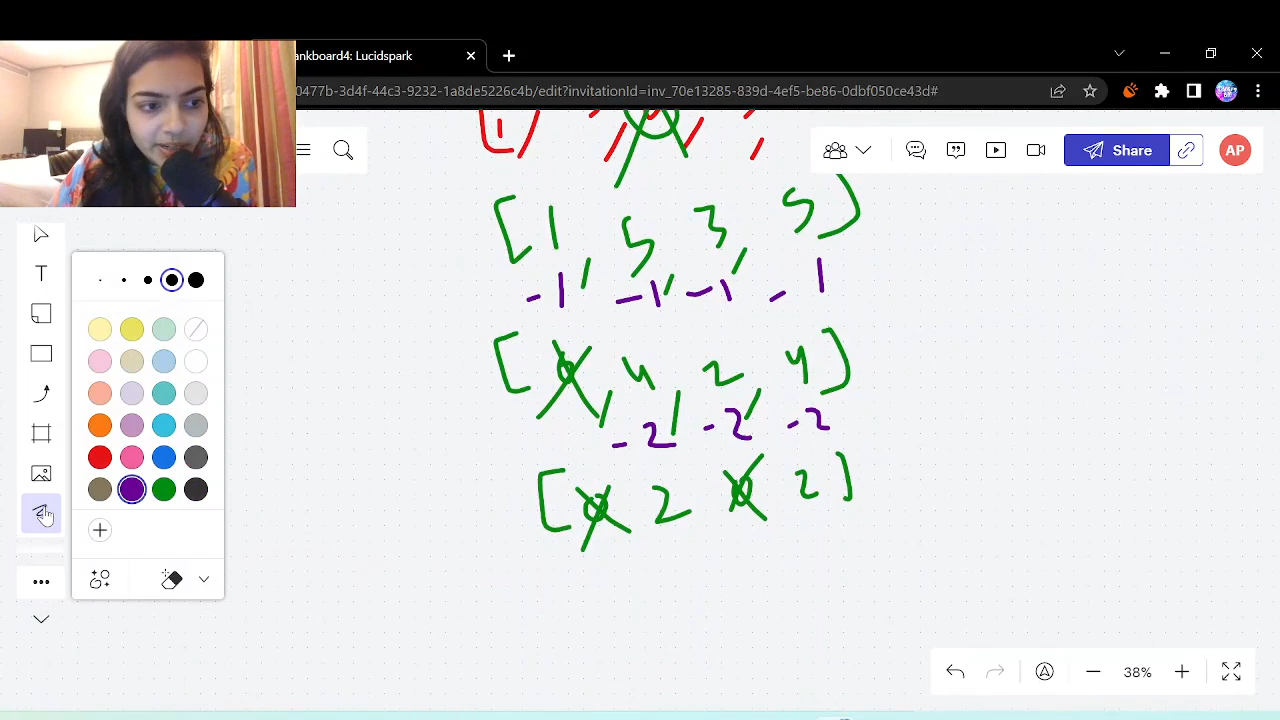 ankboard4: Lucidspark
0477b-3d4f-44c3-9232-1a8de5226c4b/edit?invitationId=inv_70e13285-839d-4ef5-be86-0dbf050ce43d#
Share
AP
[1
[1, 5, 3, 5]
-1 -1 -1 -1
[0, 4, 2, 4]
-2 -2 -2
[0 2 0 2]
T
38%